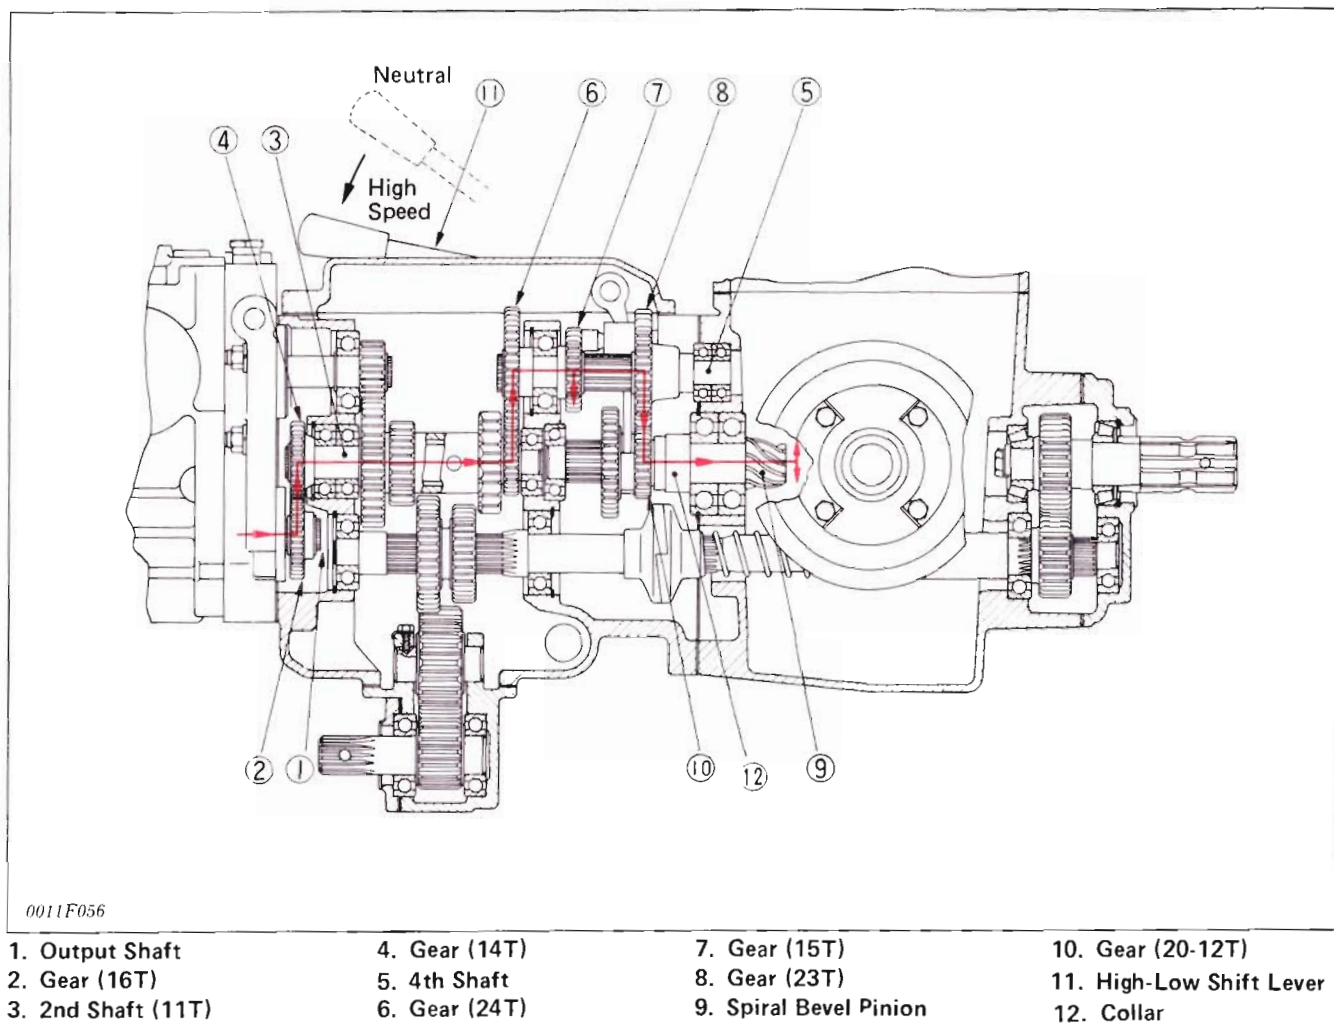 Neutral
⑪ ⑥ ⑦ ⑧ ⑤
④ ③
High
Speed
② ① ⑩ ⑫ ⑨
0011F056
1. Output Shaft
2. Gear (16T)
3. 2nd Shaft (11T)
4. Gear (14T)
5. 4th Shaft
6. Gear (24T)
7. Gear (15T)
8. Gear (23T)
9. Spiral Bevel Pinion
10. Gear (20-12T)
11. High-Low Shift Lever
12. Collar